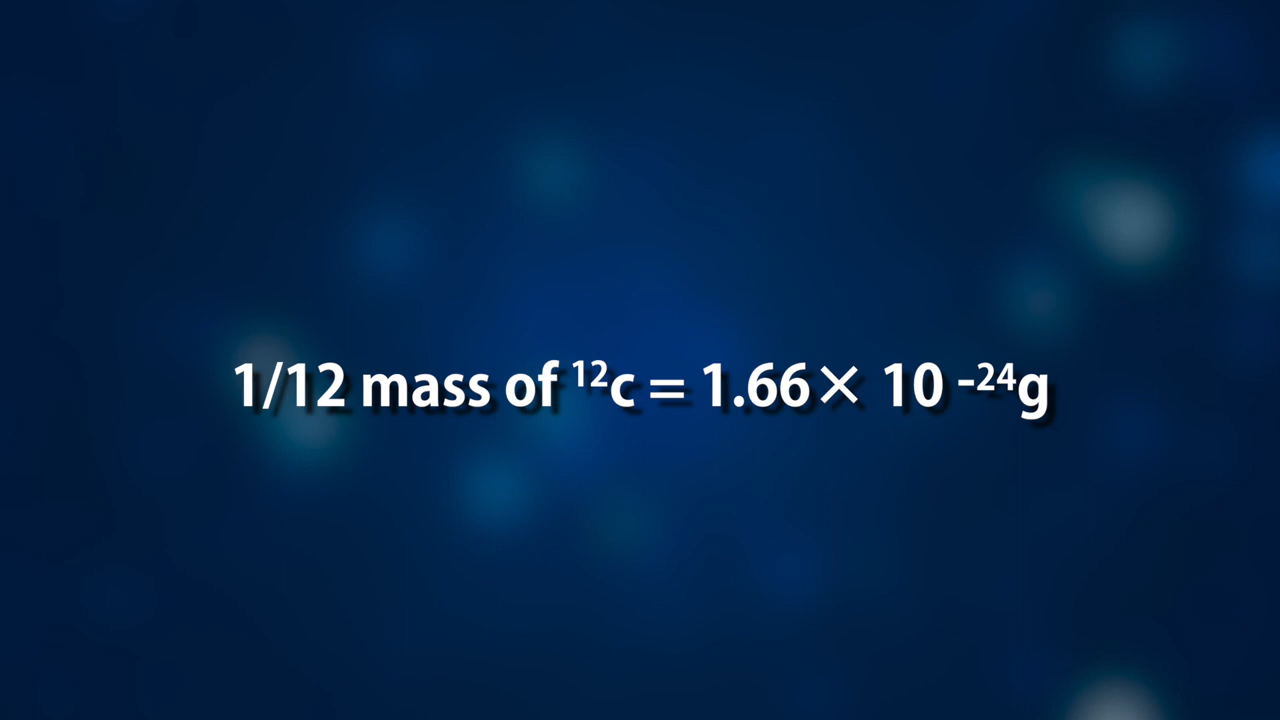 1/12 mass of ¹²c = 1.66× 10 ⁻²⁴g